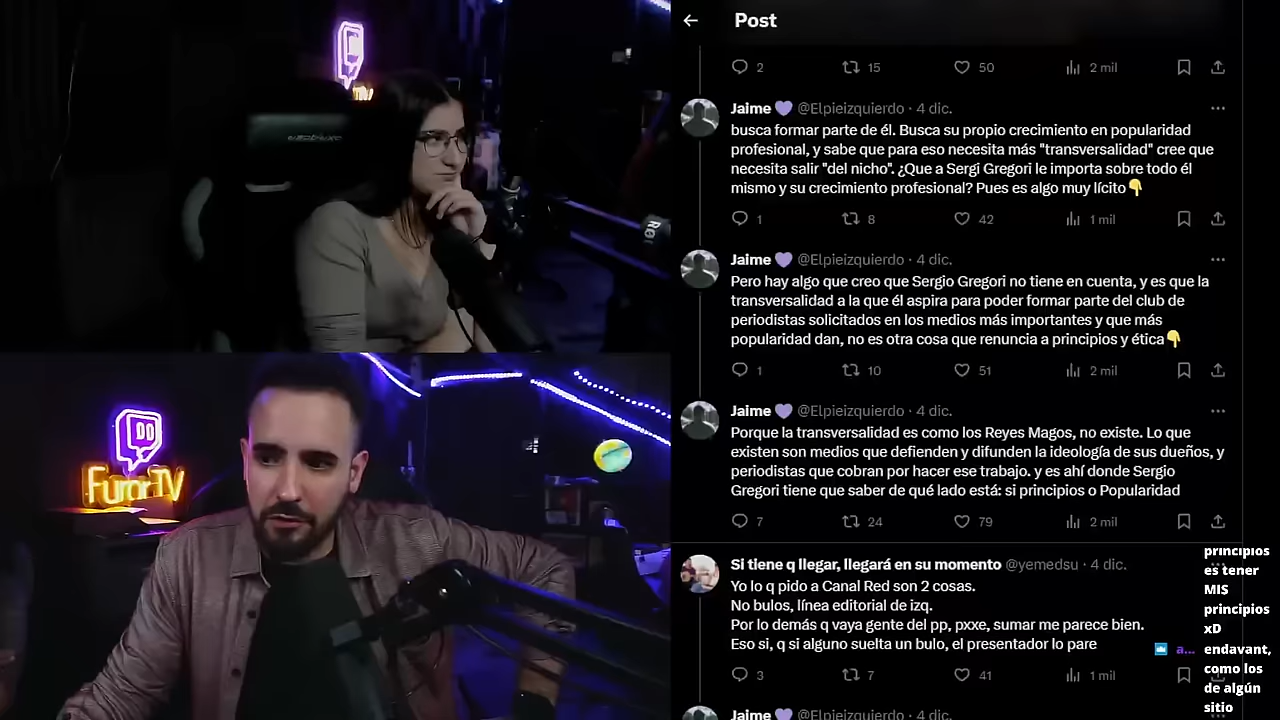 Post
2 15 50 2 mil
Jaime 💜 @Elpieizquierdo · 4 dic.
busca formar parte de él. Busca su propio crecimiento en popularidad
profesional, y sabe que para eso necesita más "transversalidad" cree que
necesita salir "del nicho". ¿Que a Sergi Gregori le importa sobre todo él
mismo y su crecimiento profesional? Pues es algo muy lícito👇
1 8 42 1 mil
Jaime 💜 @Elpieizquierdo · 4 dic.
Pero hay algo que creo que Sergio Gregori no tiene en cuenta, y es que la
transversalidad a la que él aspira para poder formar parte del club de
periodistas solicitados en los medios más importantes y que más
popularidad dan, no es otra cosa que renuncia a principios y ética👇
1 10 51 2 mil
Jaime 💜 @Elpieizquierdo · 4 dic.
Porque la transversalidad es como los Reyes Magos, no existe. Lo que
existen son medios que defienden y difunden la ideología de sus dueños, y
periodistas que cobran por hacer ese trabajo. y es ahí donde Sergio
Gregori tiene que saber de qué lado está: si principios o Popularidad
7 24 79 2 mil
Si tiene q llegar, llegará en su momento @yemedsu · 4 dic.
Yo lo q pido a Canal Red son 2 cosas.
No bulos, línea editorial de izq.
Por lo demás q vaya gente del pp, pxxe, sumar me parece bien.
Eso si, q si alguno suelta un bulo, el presentador lo pare
3 7 41 1 mil
Jaime 💜 @Elpieizquierdo · 4 dic.
principios
es tener
MIS
principios
xD
a... endavant,
como los
de algún
sitio
FurorTV